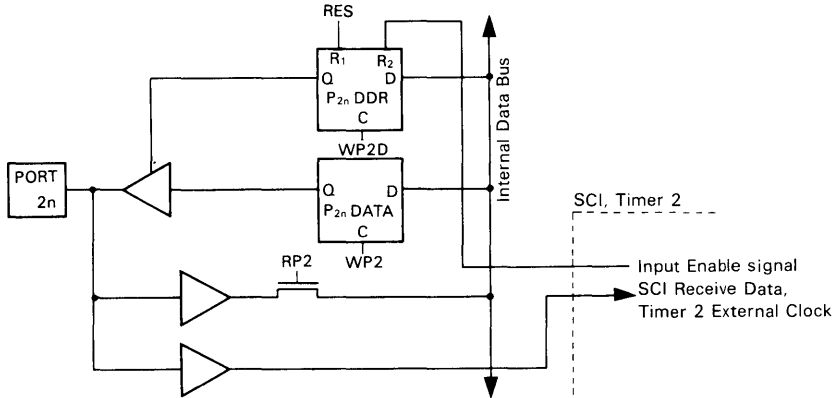 RES
R₁ R₂
Q D
P₂ₙ DDR
C
WP2D
Internal Data Bus
PORT
2n
Q D
P₂ₙ DATA
C
WP2
SCI, Timer 2
RP2
Input Enable signal
SCI Receive Data,
Timer 2 External Clock